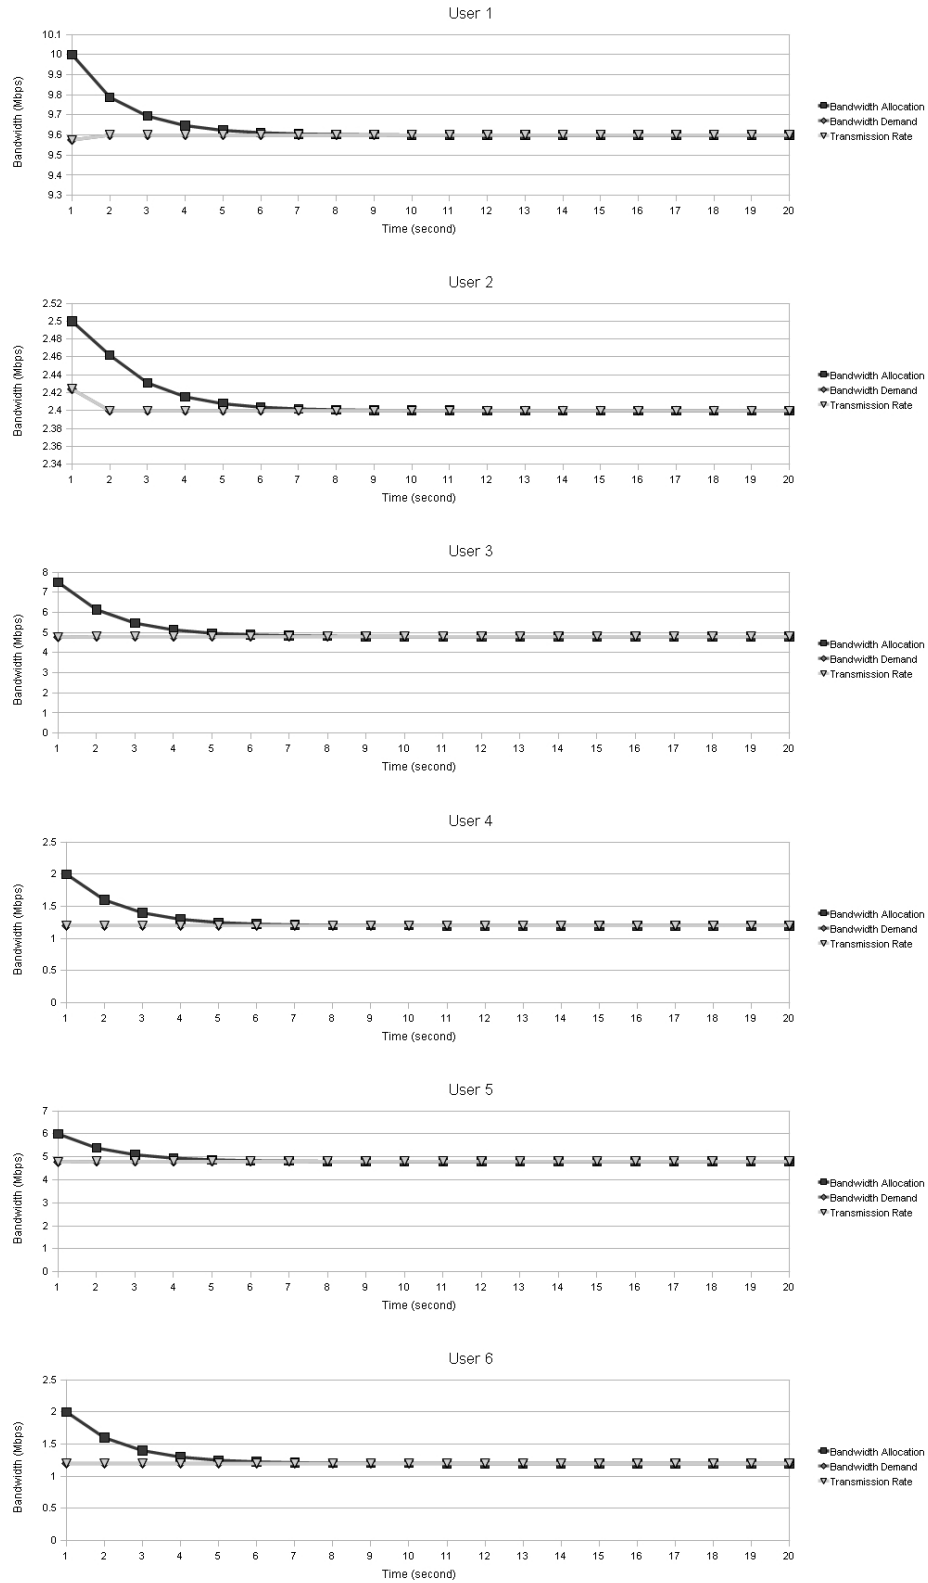 User 1
10.1
10
9.9
9.8
9.7
9.6
9.5
9.4
9.3
Bandwidth (Mbps)
1 2 3 4 5 6 7 8 9 10 11 12 13 14 15 16 17 18 19 20
Time (second)
Bandwidth Allocation
Bandwidth Demand
Transmission Rate
User 2
2.52
2.5
2.48
2.46
2.44
2.42
2.4
2.38
2.36
2.34
Bandwidth (Mbps)
1 2 3 4 5 6 7 8 9 10 11 12 13 14 15 16 17 18 19 20
Time (second)
Bandwidth Allocation
Bandwidth Demand
Transmission Rate
User 3
8
7
6
5
4
3
2
1
0
Bandwidth (Mbps)
1 2 3 4 5 6 7 8 9 10 11 12 13 14 15 16 17 18 19 20
Time (second)
Bandwidth Allocation
Bandwidth Demand
Transmission Rate
User 4
2.5
2
1.5
1
0.5
0
Bandwidth (Mbps)
1 2 3 4 5 6 7 8 9 10 11 12 13 14 15 16 17 18 19 20
Time (second)
Bandwidth Allocation
Bandwidth Demand
Transmission Rate
User 5
7
6
5
4
3
2
1
0
Bandwidth (Mbps)
1 2 3 4 5 6 7 8 9 10 11 12 13 14 15 16 17 18 19 20
Time (second)
Bandwidth Allocation
Bandwidth Demand
Transmission Rate
User 6
2.5
2
1.5
1
0.5
0
Bandwidth (Mbps)
1 2 3 4 5 6 7 8 9 10 11 12 13 14 15 16 17 18 19 20
Time (second)
Bandwidth Allocation
Bandwidth Demand
Transmission Rate